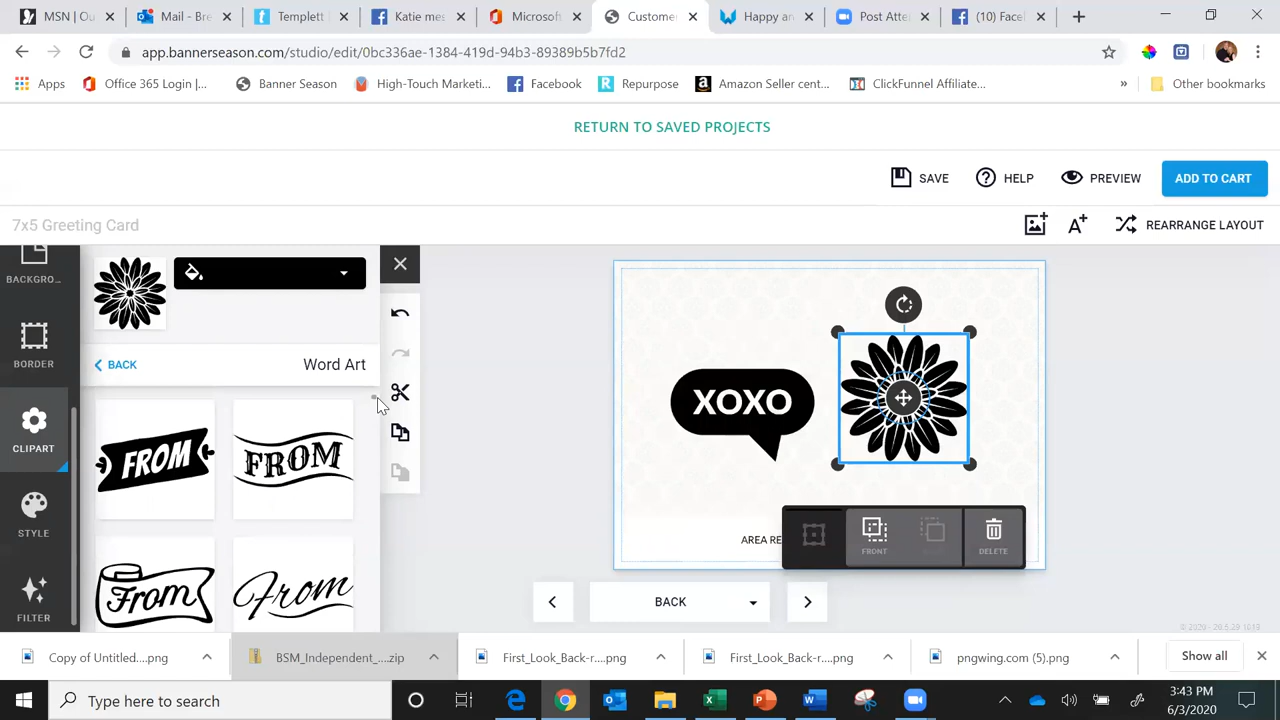 MSN | Ou
Mail - Bre
Templett
Katie mes
Microsoft
Customer
Happy an
Post Atte
(10) Face
app.bannerseason.com/studio/edit/0bc336ae-1384-419d-94b3-89389b5b7fd2
Apps
Office 365 Login |...
Banner Season
High-Touch Marketi...
Facebook
Repurpose
Amazon Seller cent...
ClickFunnel Affiliate...
»
Other bookmarks
RETURN TO SAVED PROJECTS
SAVE
HELP
PREVIEW
ADD TO CART
7x5 Greeting Card
REARRANGE LAYOUT
BACKGRO...
BORDER
CLIPART
STYLE
FILTER
BACK
Word Art
FROM
FROM
From
From
XOXO
AREA RE
FRONT
DELETE
BACK
Copy of Untitled....png
BSM_Independent_....zip
First_Look_Back-r....png
First_Look_Back-r....png
pngwing.com (5).png
Show all
Type here to search
3:43 PM
6/3/2020